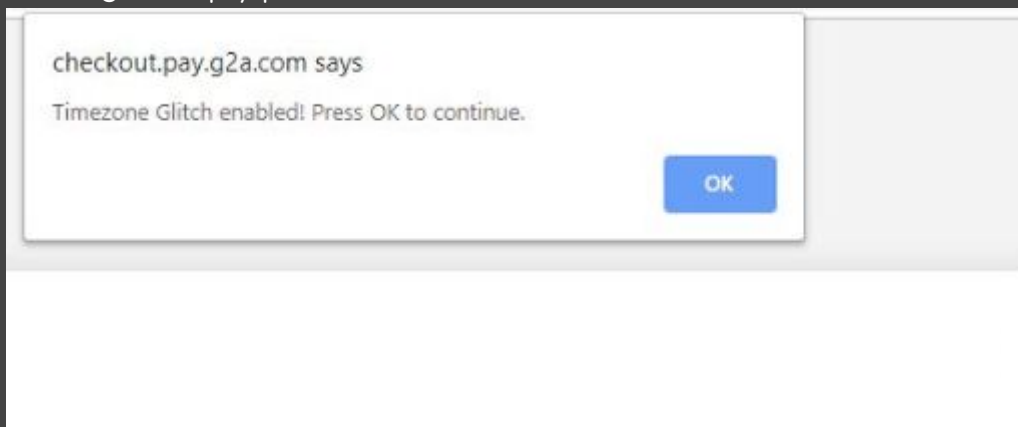 checkout.pay.g2a.com says
Timezone Glitch enabled! Press OK to continue.
OK